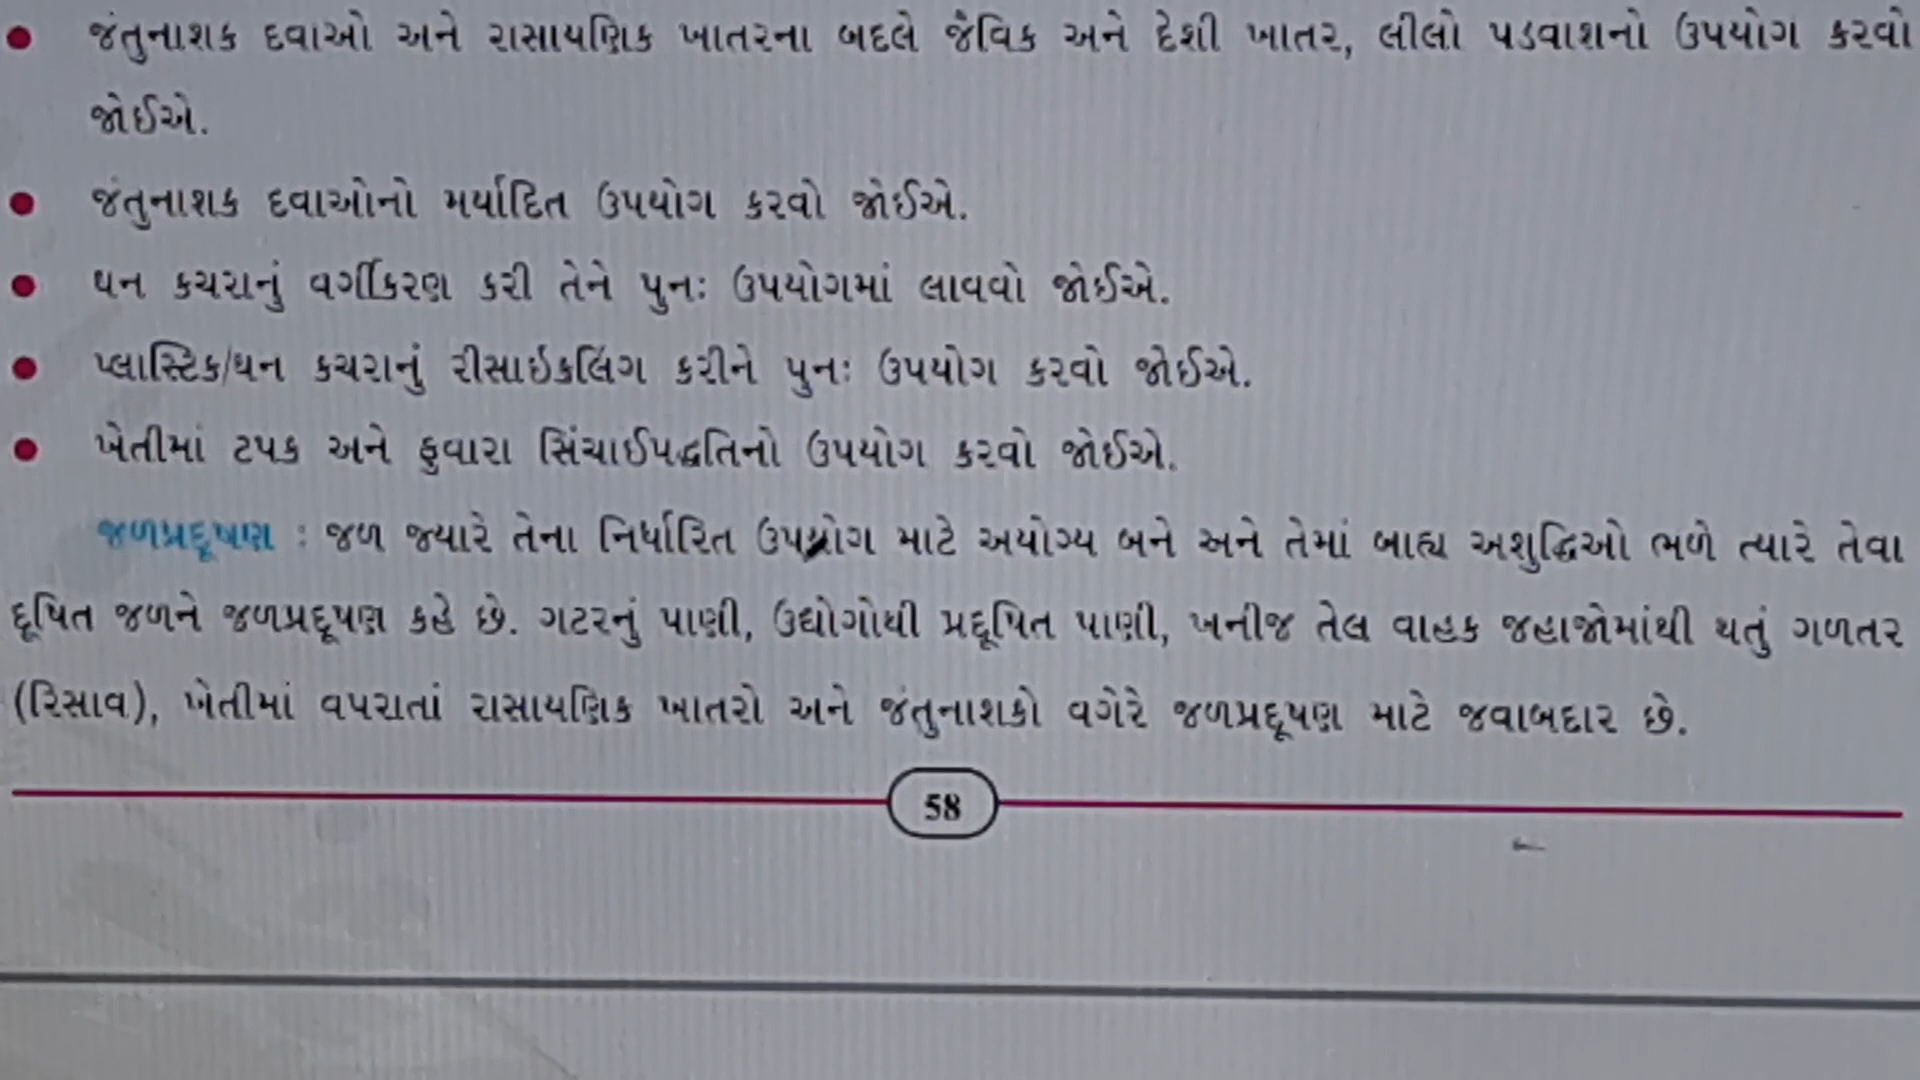 • જંતુનાશક દવાઓ અને રાસાયણિક ખાતરના બદલે જૈવિક અને દેશી ખાતર, લીલો પડવાશનો ઉપયોગ કરવો
જોઈએ.
• જંતુનાશક દવાઓનો મર્યાદિત ઉપયોગ કરવો જોઈએ.
• ઘન કચરાનું વર્ગીકરણ કરી તેને પુનઃ ઉપયોગમાં લાવવો જોઈએ.
• પ્લાસ્ટિક/ઘન કચરાનું રીસાઇકલિંગ કરીને પુનઃ ઉપયોગ કરવો જોઈએ.
• ખેતીમાં ટપક અને ફુવારા સિંચાઈપદ્ધતિનો ઉપયોગ કરવો જોઈએ.
જળપ્રદૂષણ : જળ જ્યારે તેના નિર્ધારિત ઉપયોગ માટે અયોગ્ય બને અને તેમાં બાહ્ય અશુદ્ધિઓ ભળે ત્યારે તેવા
દૂષિત જળને જળપ્રદૂષણ કહે છે. ગટરનું પાણી, ઉદ્યોગોથી પ્રદૂષિત પાણી, ખનીજ તેલ વાહક જહાજોમાંથી થતું ગળતર
(રિસાવ), ખેતીમાં વપરાતાં રાસાયણિક ખાતરો અને જંતુનાશકો વગેરે જળપ્રદૂષણ માટે જવાબદાર છે.
58